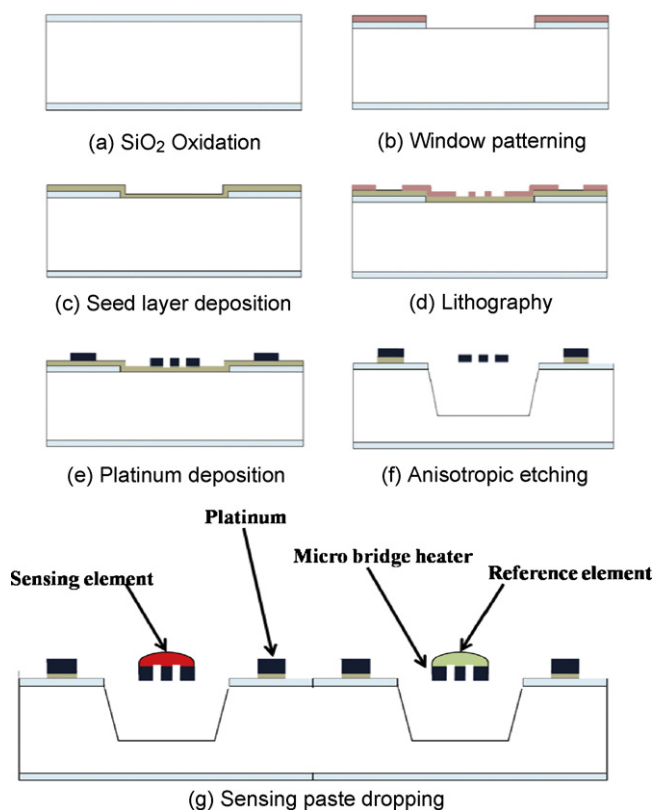 (a) SiO₂ Oxidation
(b) Window patterning
(c) Seed layer deposition
(d) Lithography
(e) Platinum deposition
(f) Anisotropic etching
Platinum
Micro bridge heater
Sensing element
Reference element
(g) Sensing paste dropping